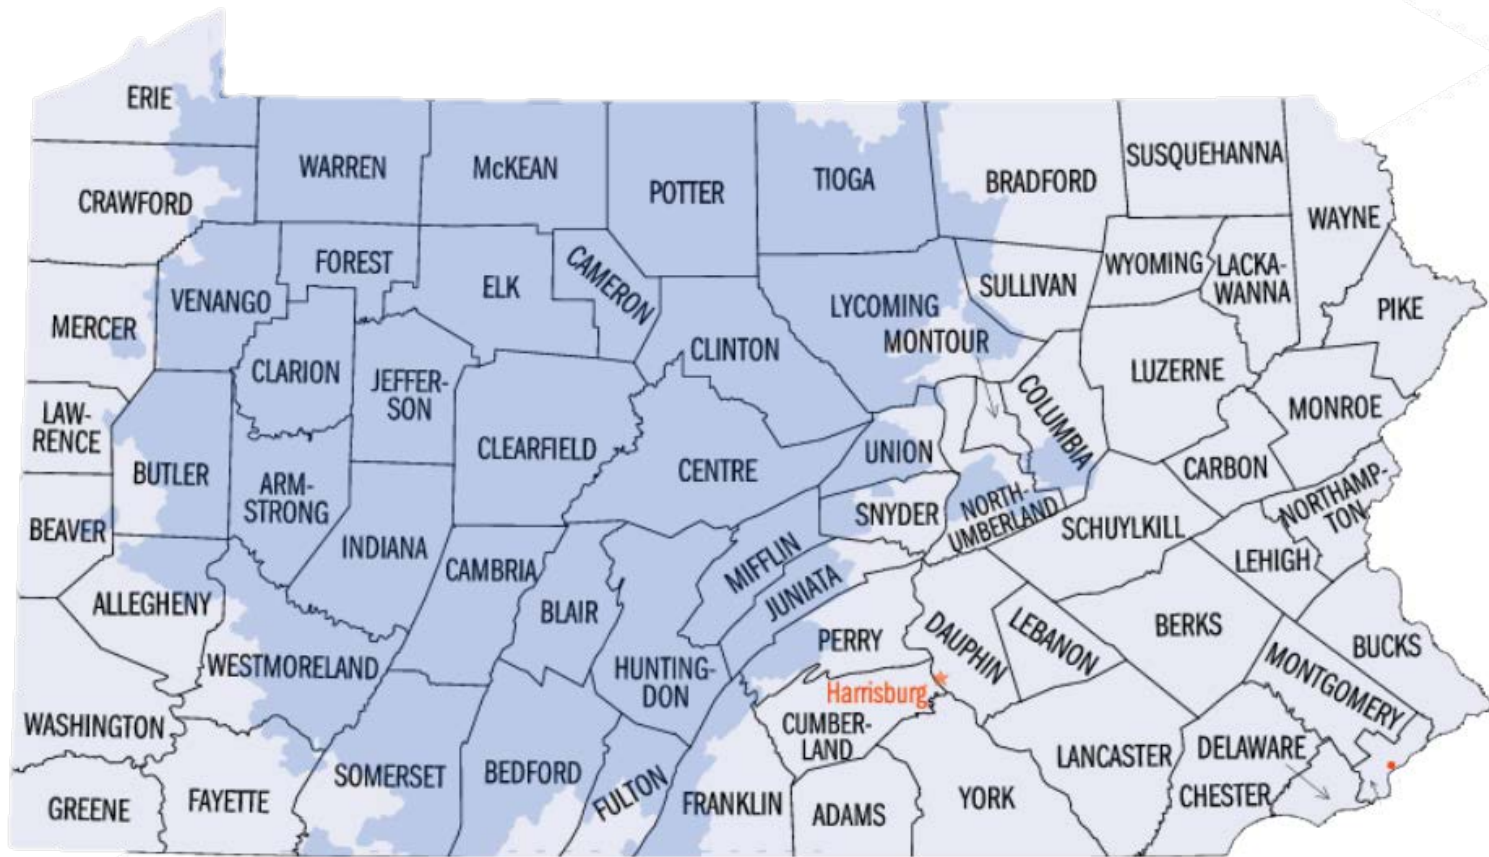 ERIE
WARREN
McKEAN
POTTER
TIOGA
BRADFORD
SUSQUEHANNA
WAYNE
CRAWFORD
FOREST
ELK
CAMERON
SULLIVAN
WYOMING
LACKA-
WANNA
PIKE
VENANGO
LYCOMING
MERCER
MONTOUR
CLINTON
CLARION
JEFFER-
SON
LUZERNE
LAW-
RENCE
COLUMBIA
MONROE
CLEARFIELD
CENTRE
UNION
BUTLER
CARBON
ARM-
STRONG
SNYDER
NORTH-
UMBERLAND
NORTHAMP-
TON
BEAVER
INDIANA
MIFFLIN
SCHUYLKILL
CAMBRIA
JUNIATA
LEHIGH
ALLEGHENY
BLAIR
PERRY
DAUPHIN
LEBANON
BERKS
BUCKS
WESTMORELAND
HUNTING-
DON
Harrisburg
MONTGOMERY
WASHINGTON
CUMBER-
LAND
SOMERSET
BEDFORD
FULTON
LANCASTER
DELAWARE
GREENE
FAYETTE
FRANKLIN
ADAMS
YORK
CHESTER